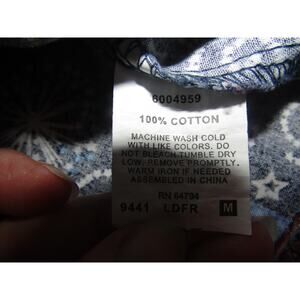 6004959
100% COTTON
MACHINE WASH COLD
WITH LIKE COLORS. DO
NOT BLEACH.TUMBLE DRY
LOW. REMOVE PROMPTLY.
WARM IRON IF NEEDED
ASSEMBLED IN CHINA
RN 64794
9441 LDFR M